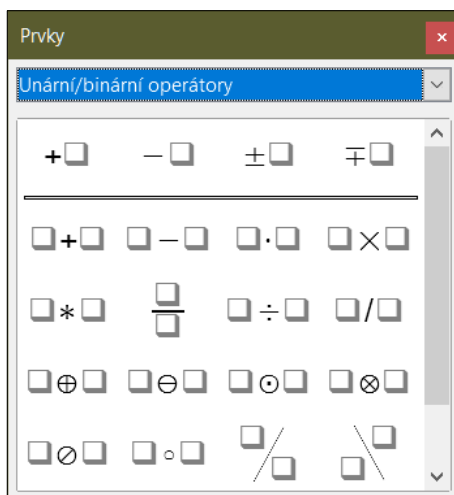 Prvky
Unární/binární operátory
+□ −□ ±□ ∓□
□+□ □−□ □·□ □×□
□∗□ □/□ □÷□ □/□
□⊕□ □⊖□ □⊙□ □⊗□
□⊘□ □∘□ □/□ □\□